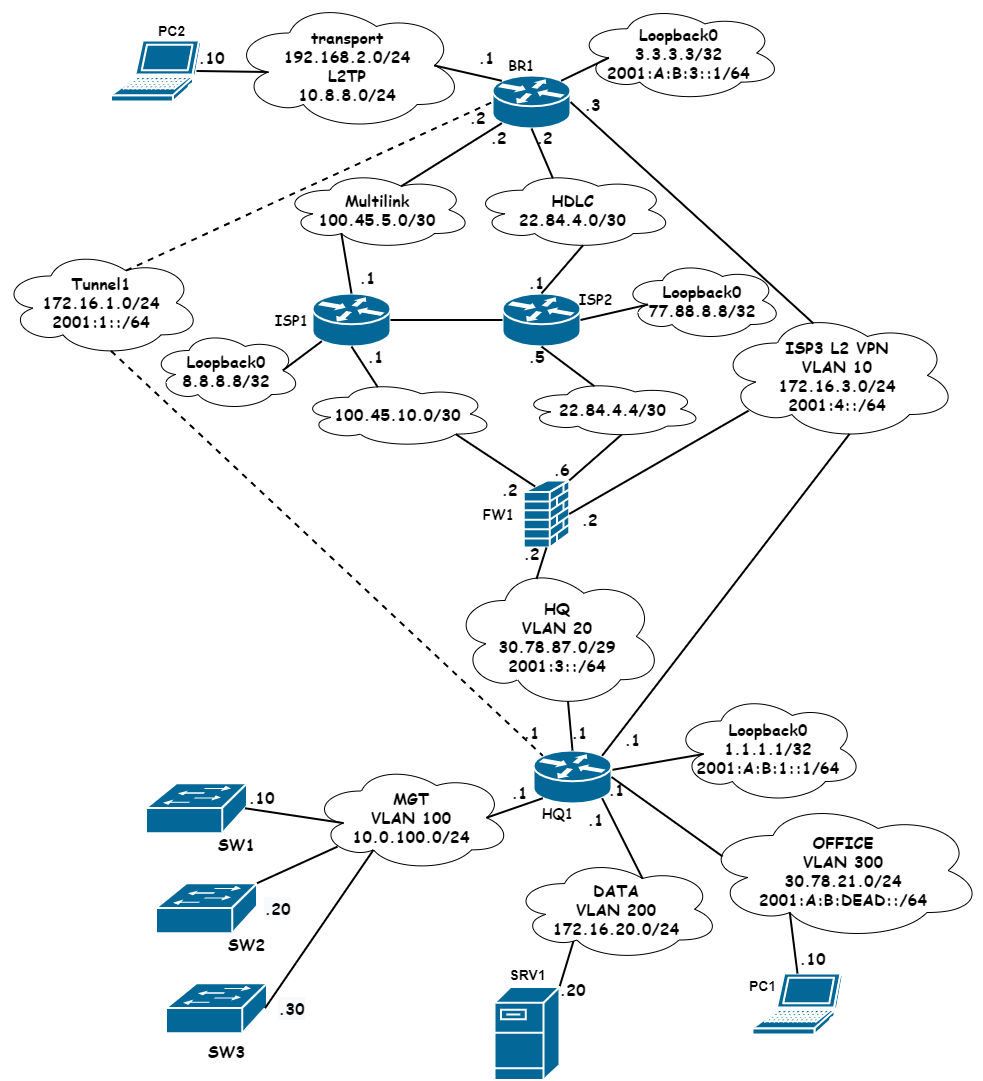 PC2
.10
transport
192.168.2.0/24
L2TP
10.8.8.0/24
.1
BR1
Loopback0
3.3.3.3/32
2001:A:B:3::1/64
.2
.2
.2
.3
Multilink
100.45.5.0/30
HDLC
22.84.4.0/30
Tunnel1
172.16.1.0/24
2001:1::/64
.1
ISP1
.1
.1
ISP2
.5
Loopback0
77.88.8.8/32
Loopback0
8.8.8.8/32
ISP3 L2 VPN
VLAN 10
172.16.3.0/24
2001:4::/64
100.45.10.0/30
22.84.4.4/30
.2
.6
FW1
.2
.2
HQ
VLAN 20
30.78.87.0/29
2001:3::/64
.1
.1
.1
Loopback0
1.1.1.1/32
2001:A:B:1::1/64
.1
HQ1
.1
.1
MGT
VLAN 100
10.0.100.0/24
.10
SW1
.20
SW2
.30
SW3
DATA
VLAN 200
172.16.20.0/24
SRV1
.20
OFFICE
VLAN 300
30.78.21.0/24
2001:A:B:DEAD::/64
.10
PC1